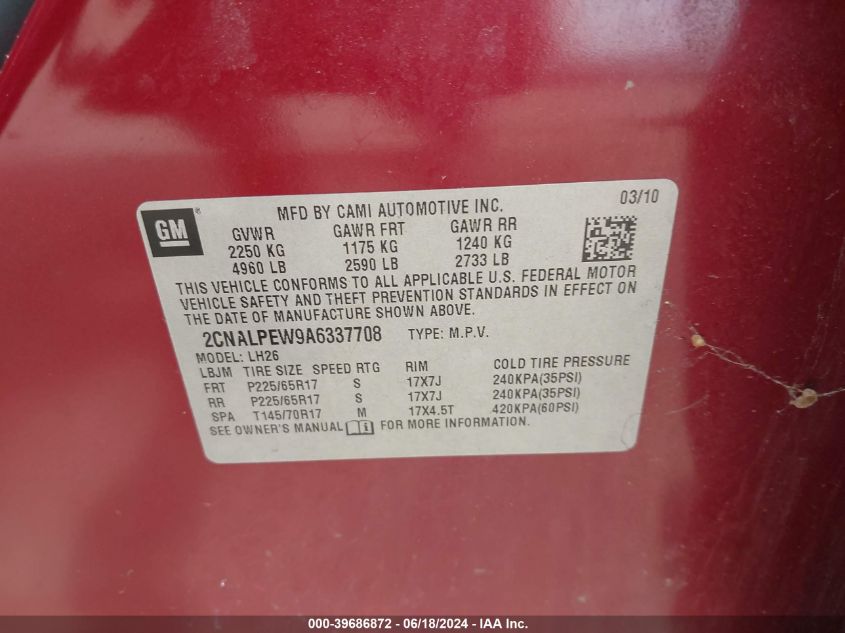 MFD BY CAMI AUTOMOTIVE INC. 03/10
GM®
GVWR GAWR FRT GAWR RR
2250 KG 1175 KG 1240 KG
4960 LB 2590 LB 2733 LB
THIS VEHICLE CONFORMS TO ALL APPLICABLE U.S. FEDERAL MOTOR
VEHICLE SAFETY AND THEFT PREVENTION STANDARDS IN EFFECT ON
THE DATE OF MANUFACTURE SHOWN ABOVE.
2CNALPEW9A6337708 TYPE: M.P.V.
MODEL: LH26
LBJM TIRE SIZE SPEED RTG RIM COLD TIRE PRESSURE
FRT P225/65R17 S 17X7J 240KPA(35PSI)
RR P225/65R17 S 17X7J 240KPA(35PSI)
SPA T145/70R17 M 17X4.5T 420KPA(60PSI)
SEE OWNER'S MANUAL FOR MORE INFORMATION.
000-39686872 - 06/18/2024 - IAA Inc.